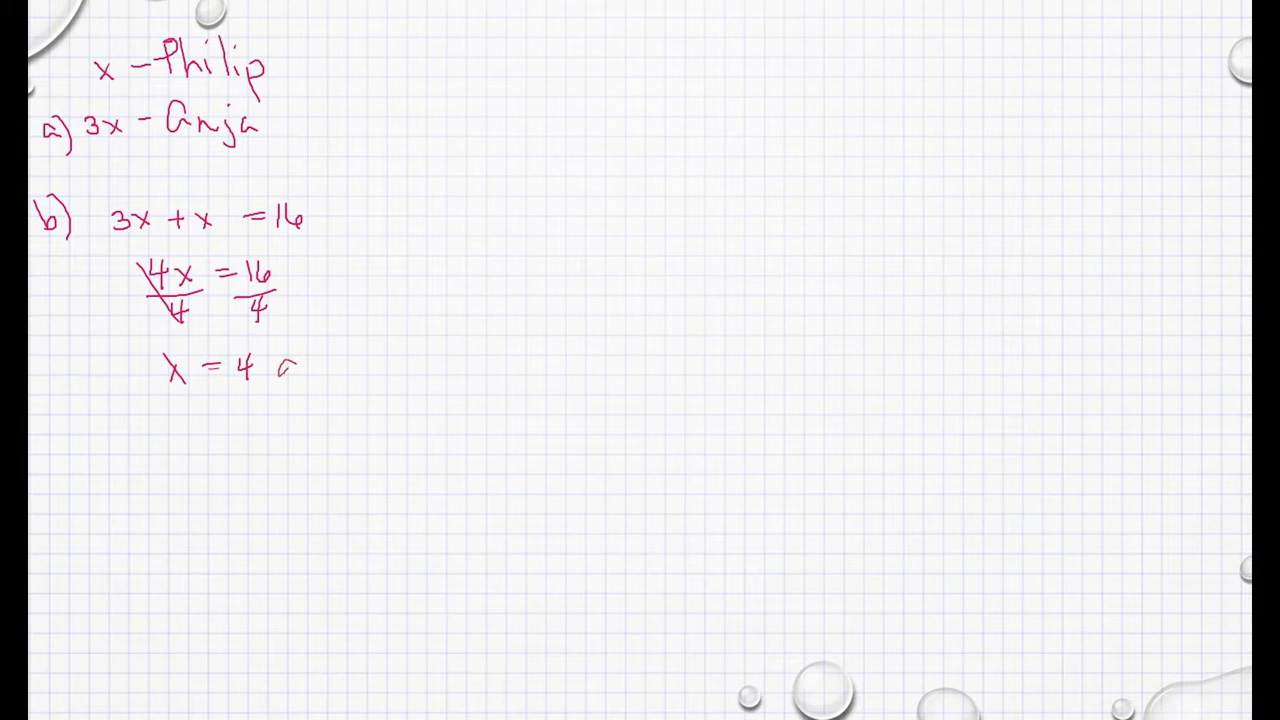 x - Philip
a) 3x - Anja
b) 3x + x = 16
4x = 16
4 4
x = 4